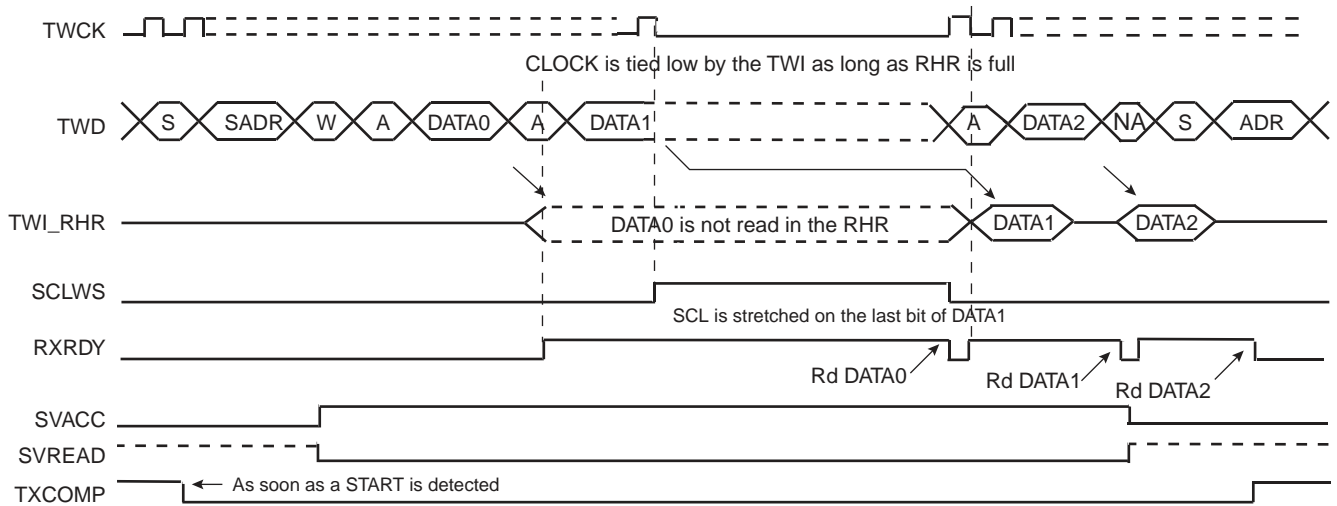 TWCK
CLOCK is tied low by the TWI as long as RHR is full
TWD S SADR W A DATA0 A DATA1 A DATA2 NA S ADR
TWI_RHR DATA0 is not read in the RHR DATA1 DATA2
SCLWS
SCL is stretched on the last bit of DATA1
RXRDY
Rd DATA0 Rd DATA1 Rd DATA2
SVACC
SVREAD
As soon as a START is detected
TXCOMP